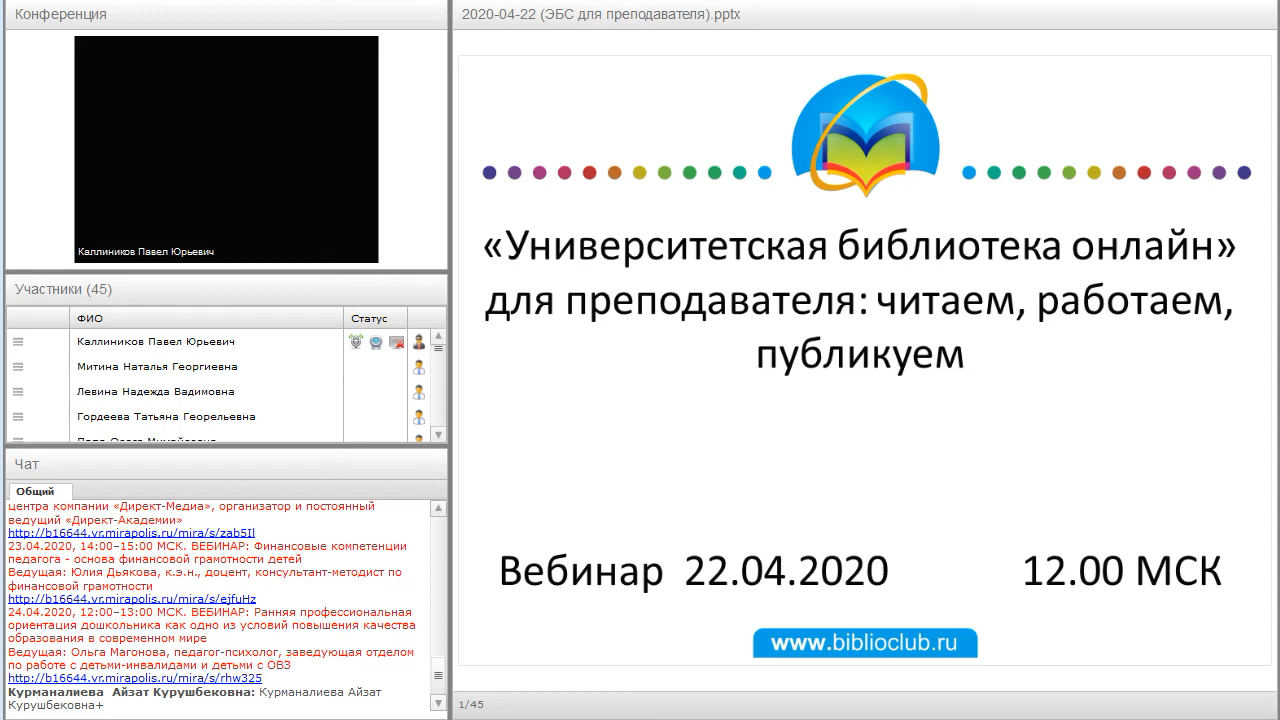 Конференция
Каллиников Павел Юрьевич
Участники (45)
ФИО
Статус
Каллиников Павел Юрьевич
Митина Наталья Георгиевна
Левина Надежда Вадимовна
Гордеева Татьяна Георельевна
Чат
Общий
центра компании «Директ-Медиа», организатор и постоянный
ведущий «Директ-Академии»
http://b16644.vr.mirapolis.ru/mira/s/zab5Il
23.04.2020, 14:00–15:00 МСК. ВЕБИНАР: Финансовые компетенции
педагога - основа финансовой грамотности детей
Ведущая: Юлия Дьякова, к.э.н., доцент, консультант-методист по
финансовой грамотности
http://b16644.vr.mirapolis.ru/mira/s/ejfuHz
24.04.2020, 12:00–13:00 МСК. ВЕБИНАР: Ранняя профессиональная
ориентация дошкольника как одно из условий повышения качества
образования в современном мире
Ведущая: Ольга Магонова, педагог-психолог, заведующая отделом
по работе с детьми-инвалидами и детьми с ОВЗ
http://b16644.vr.mirapolis.ru/mira/s/rhw325
Курманалиева Айзат Курушбековна: Курманалиева Айзат
Курушбековна+
2020-04-22 (ЭБС для преподавателя).pptx
«Университетская библиотека онлайн»
для преподавателя: читаем, работаем,
публикуем
Вебинар 22.04.2020 12.00 МСК
www.biblioclub.ru
1/45